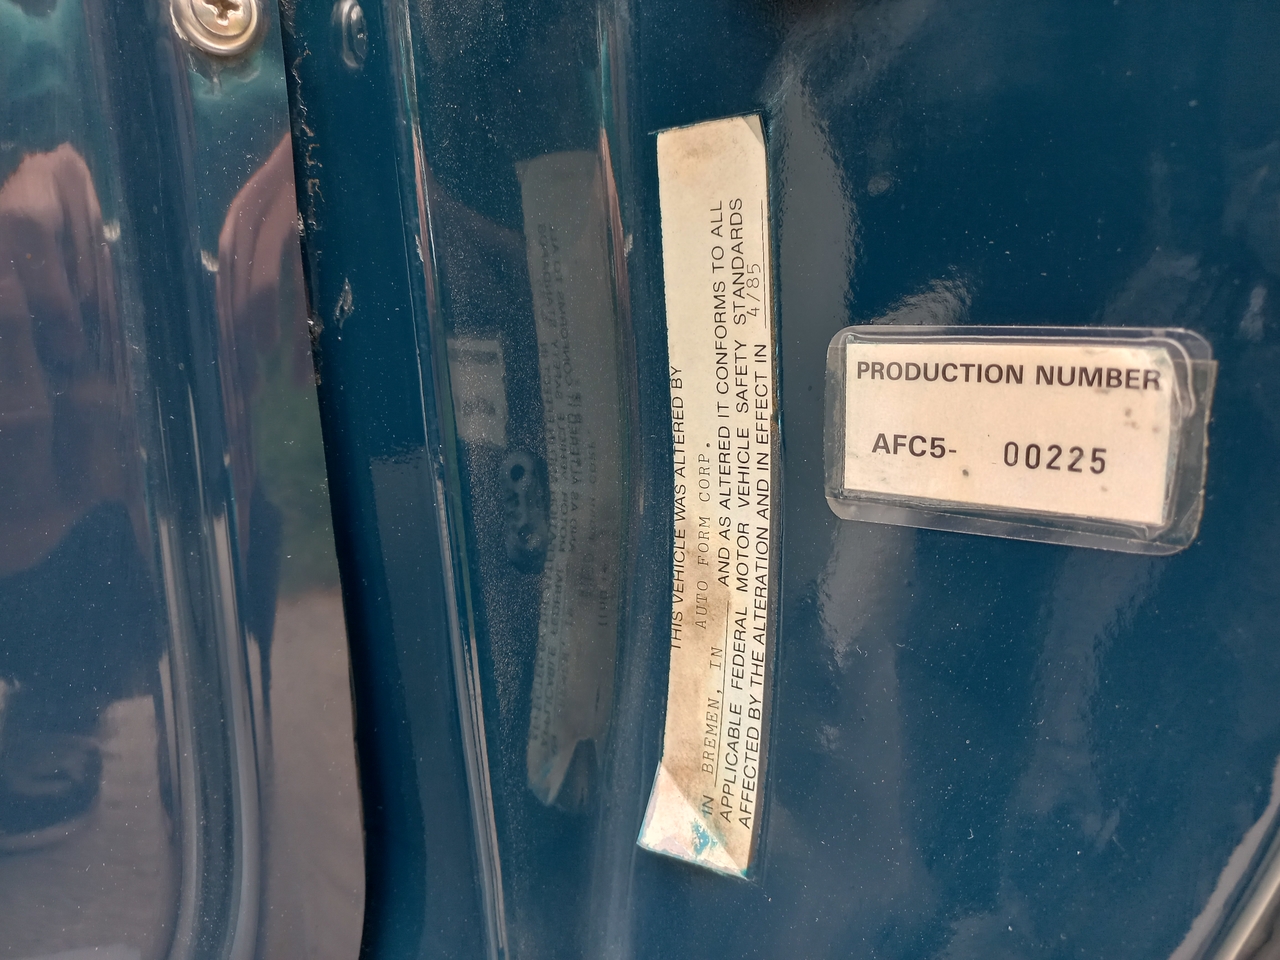 THIS VEHICLE WAS ALTERED BY
AUTO FORM CORP.
IN BREMEN, IN AND AS ALTERED IT CONFORMS TO ALL
APPLICABLE FEDERAL MOTOR VEHICLE SAFETY STANDARDS
AFFECTED BY THE ALTERATION AND IN EFFECT IN 4/85
PRODUCTION NUMBER
AFC5- 00225